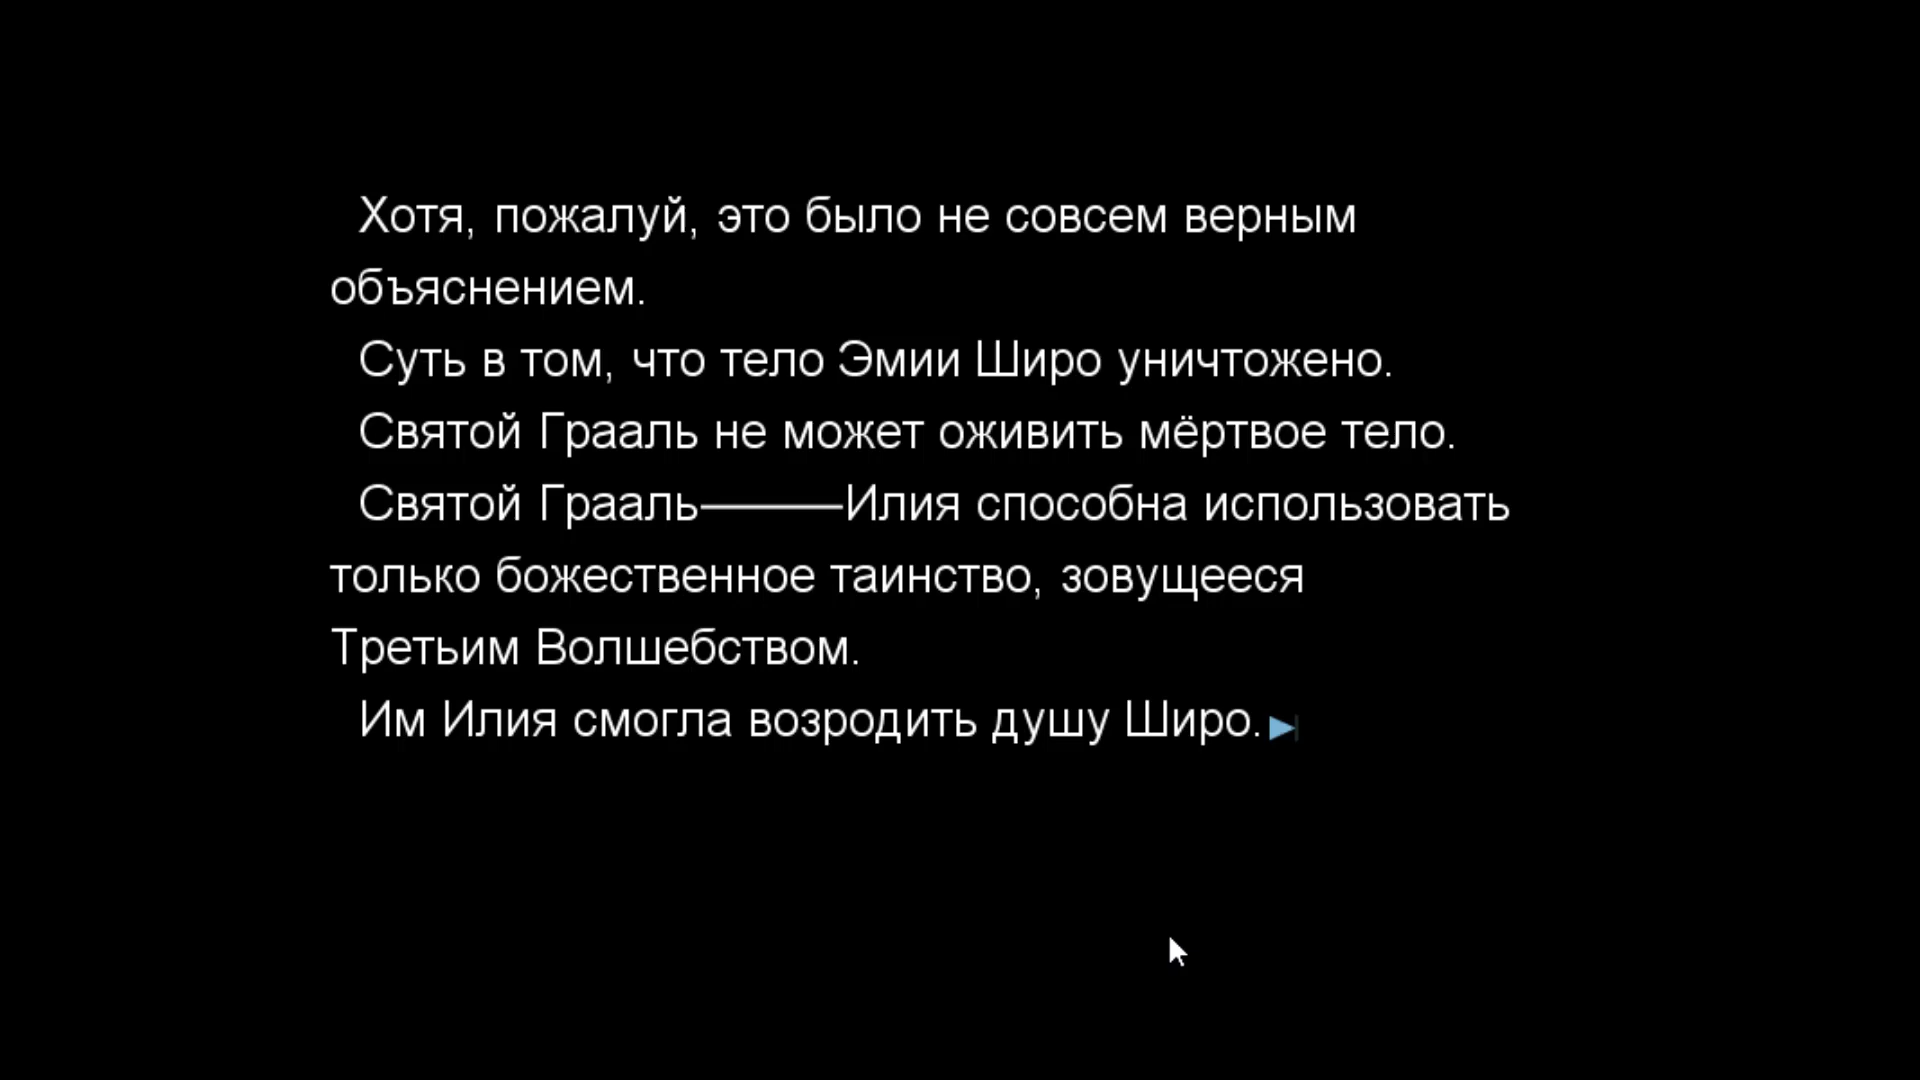 Хотя, пожалуй, это было не совсем верным
объяснением.
Суть в том, что тело Эмии Широ уничтожено.
Святой Грааль не может оживить мёртвое тело.
Святой Грааль―――Илия способна использовать
только божественное таинство, зовущееся
Третьим Волшебством.
Им Илия смогла возродить душу Широ.